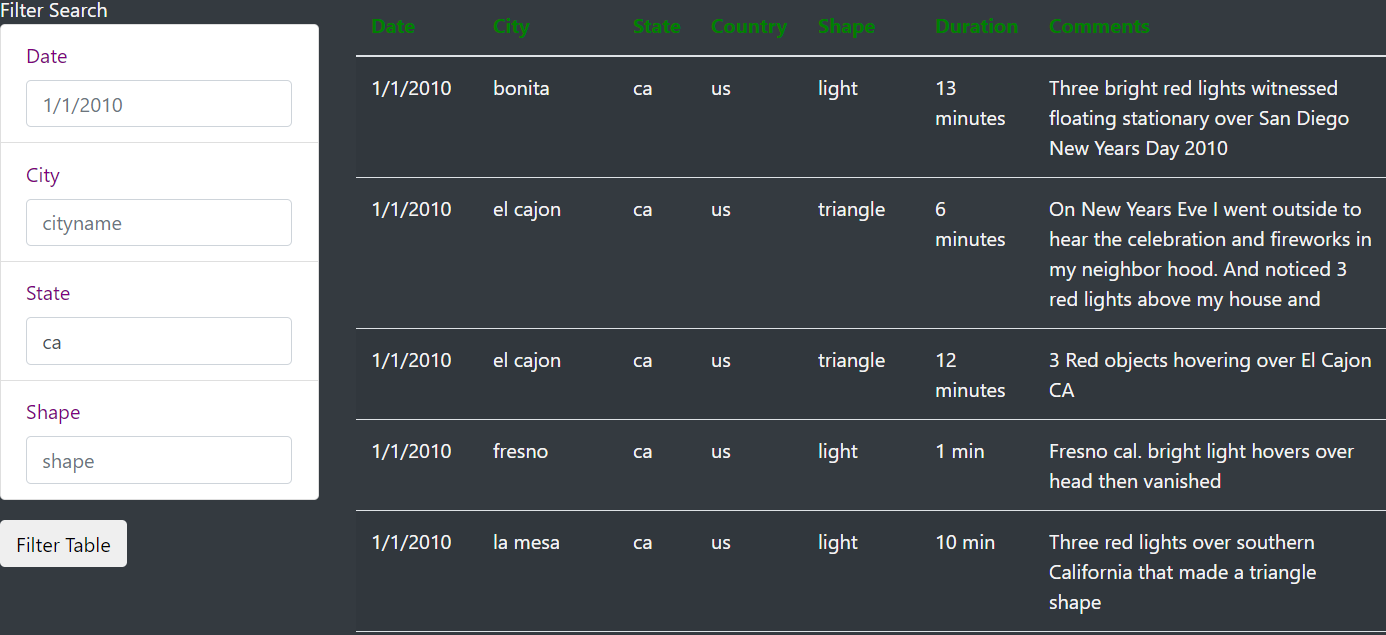 Filter Search
Date
1/1/2010
City
cityname
State
ca
Shape
shape
Filter Table
Date City State Country Shape Duration Comments
1/1/2010 bonita ca us light 13 Three bright red lights witnessed
minutes floating stationary over San Diego
New Years Day 2010
1/1/2010 el cajon ca us triangle 6 On New Years Eve I went outside to
minutes hear the celebration and fireworks in
my neighbor hood. And noticed 3
red lights above my house and
1/1/2010 el cajon ca us triangle 12 3 Red objects hovering over El Cajon
minutes CA
1/1/2010 fresno ca us light 1 min Fresno cal. bright light hovers over
head then vanished
1/1/2010 la mesa ca us light 10 min Three red lights over southern
California that made a triangle
shape